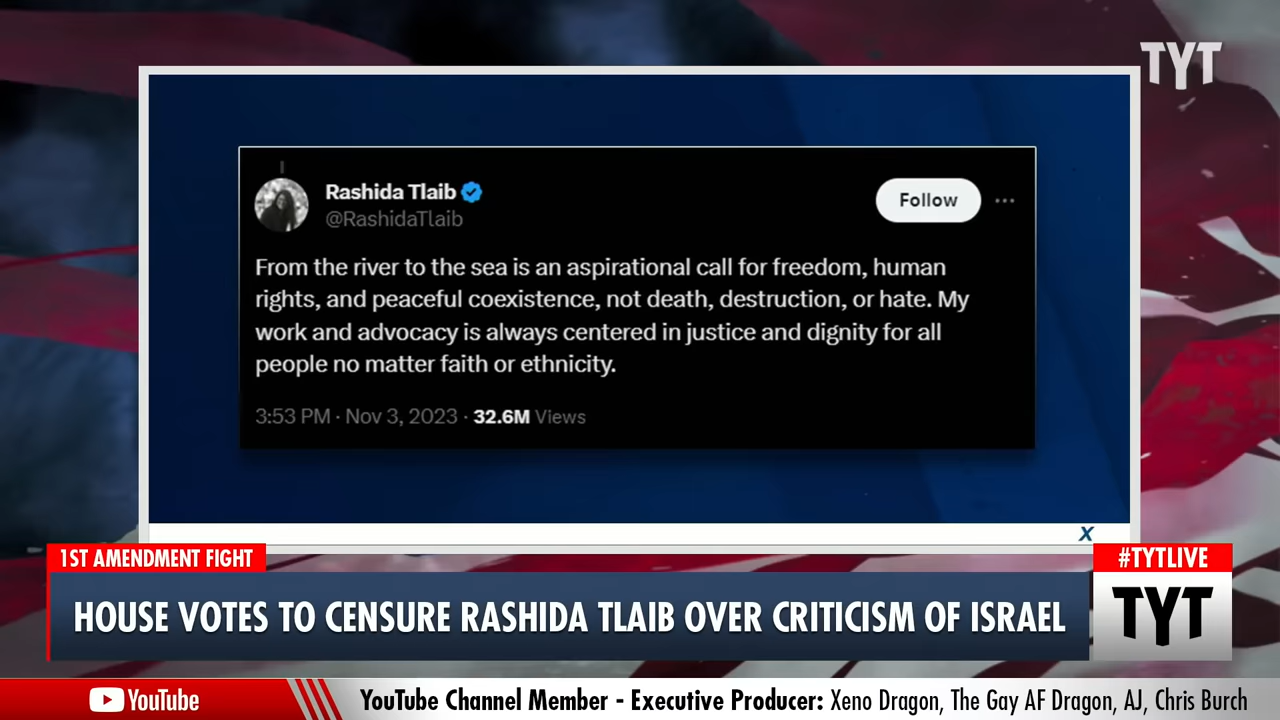 TYT
Rashida Tlaib
@RashidaTlaib
Follow
From the river to the sea is an aspirational call for freedom, human
rights, and peaceful coexistence, not death, destruction, or hate. My
work and advocacy is always centered in justice and dignity for all
people no matter faith or ethnicity.
3:53 PM · Nov 3, 2023 · 32.6M Views
X
1ST AMENDMENT FIGHT
#TYTLIVE
HOUSE VOTES TO CENSURE RASHIDA TLAIB OVER CRITICISM OF ISRAEL
TYT
YouTube
YouTube Channel Member - Executive Producer: Xeno Dragon, The Gay AF Dragon, AJ, Chris Burch